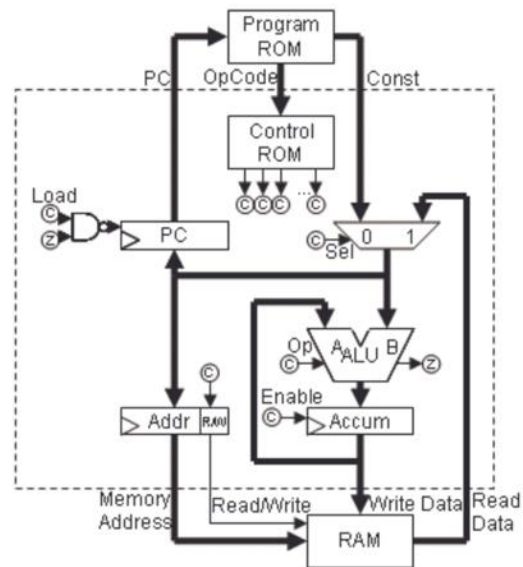 Program
ROM
PC
OpCode
Const
Control
ROM
Load
C
C
C
C
...
C
Z
PC
C
Sel
0
1
Op
C
A
ALU
B
Z
C
Enable
C
Addr
R/W
Accum
Memory
Address
Read/Write
Write Data
Read
Data
RAM